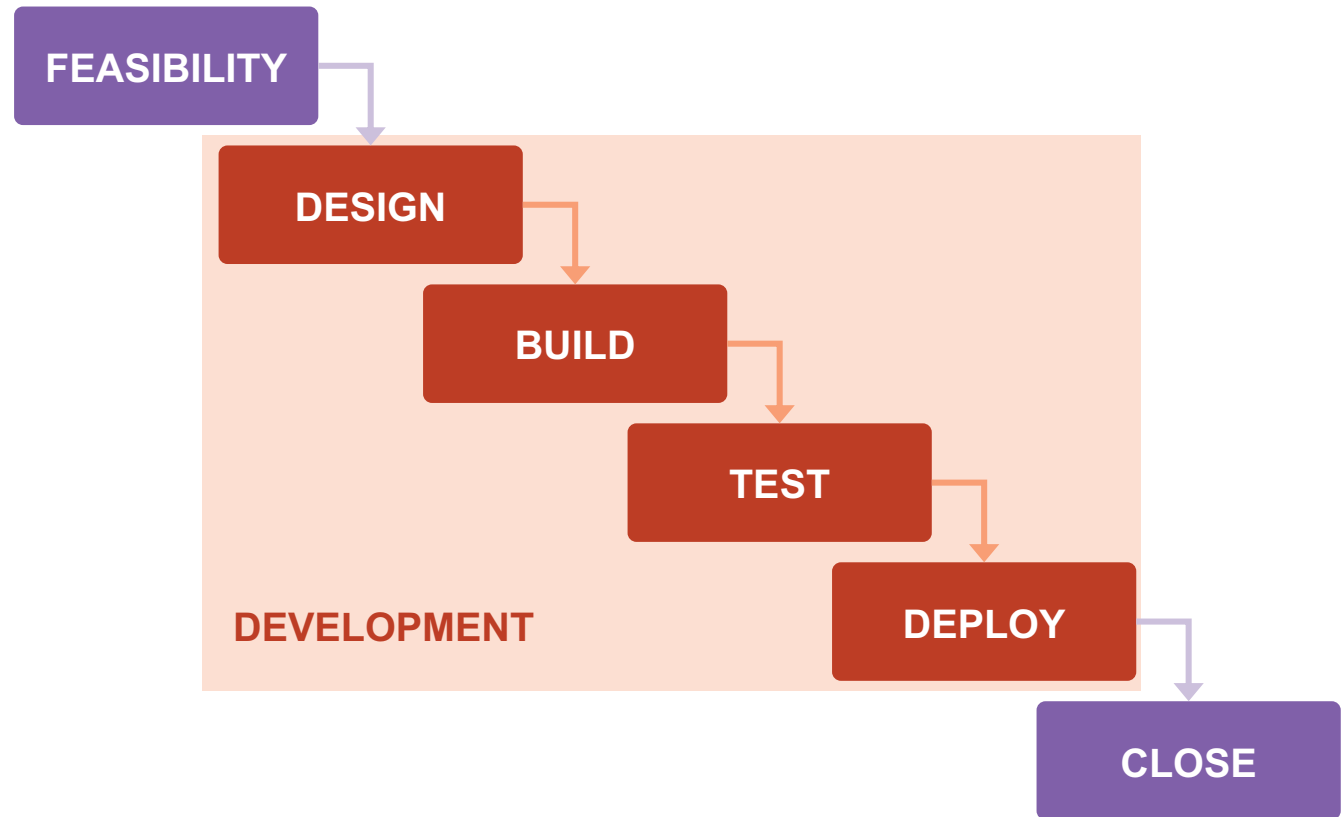 FEASIBILITY
DESIGN
BUILD
TEST
DEVELOPMENT
DEPLOY
CLOSE